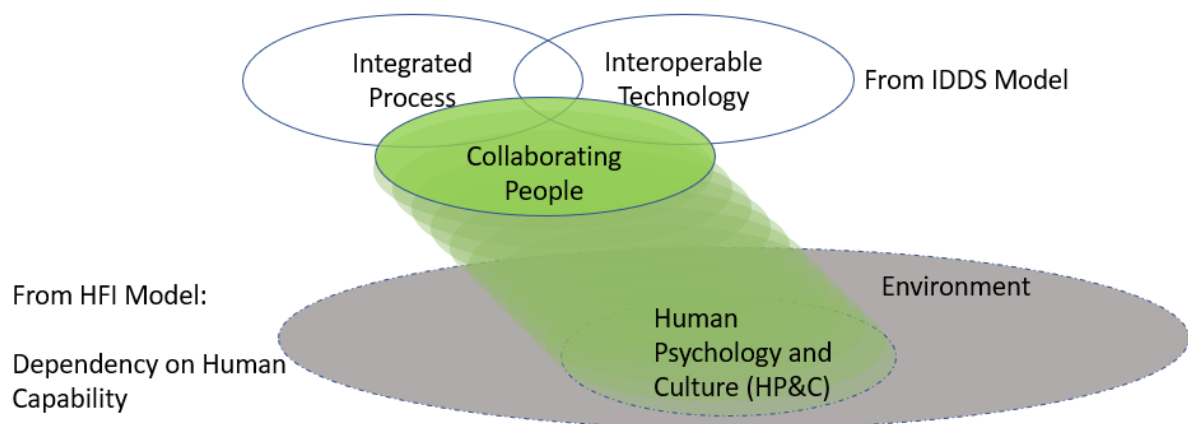 Integrated
Process
Interoperable
Technology
From IDDS Model
Collaborating
People
From HFI Model:
Dependency on Human
Capability
Environment
Human
Psychology and
Culture (HP&C)